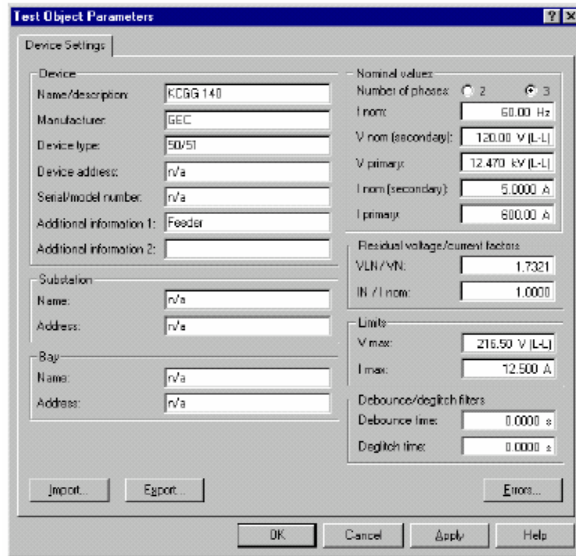 Test Object Parameters
Device Settings
Device
Name/description: KCGG 140
Manufacturer: GEC
Device type: 50/51
Device address: n/a
Serial/model number: n/a
Additional information 1: Feeder
Additional information 2:
Substation
Name: n/a
Address: n/a
Bay
Name: n/a
Address: n/a
Import...
Export...
Nominal values
Number of phases: 2 3
f nom: 60.00 Hz
V nom (secondary): 120.00 V (L-L)
V primary: 12.470 kV (L-L)
I nom (secondary): 5.0000 A
I primary: 600.00 A
Residual voltage/current factors
VLN / VN: 1.7321
IN / I nom: 1.0000
Limits
V max: 216.50 V (L-L)
I max: 12.500 A
Debounce/deglitch filters
Debounce time: 0.0000 s
Deglitch time: 0.0000 s
Errors...
OK
Cancel
Apply
Help